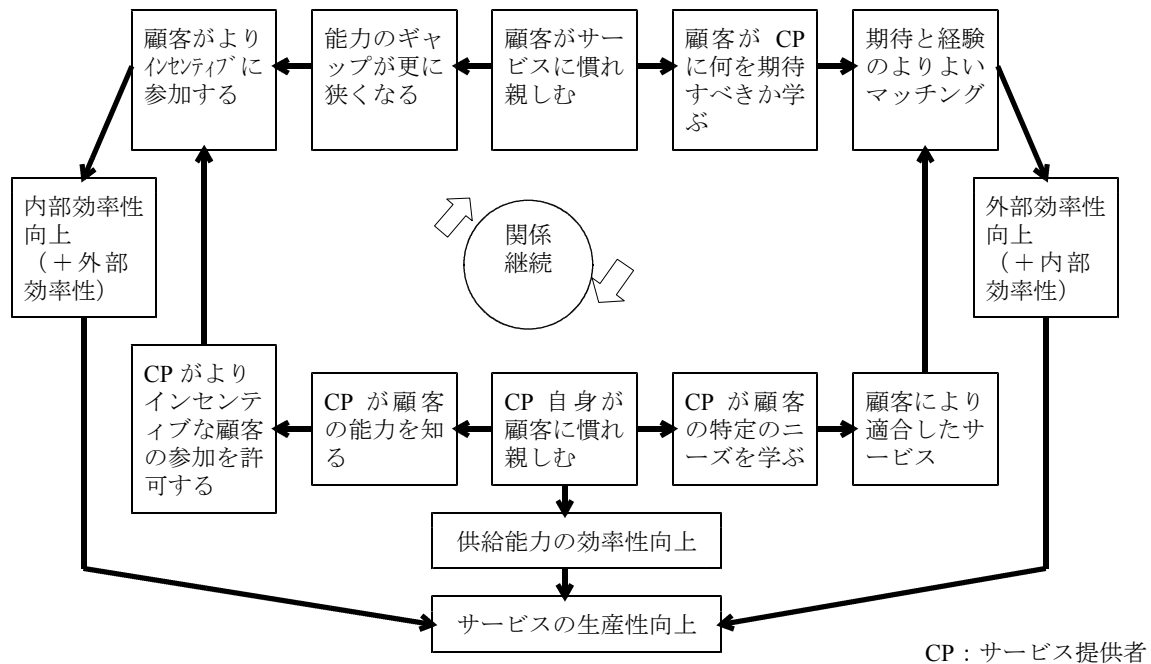 顧客がより
インセンティブに
参加する
能力のギャ
ップが更に
狭くなる
顧客がサー
ビスに慣れ
親しむ
顧客が CP
に何を期待
すべきか学
ぶ
期待と経験
のよりよい
マッチング
内部効率性
向上
（＋外部
効率性）
関係
継続
外部効率性
向上
（＋内部
効率性）
CP がより
インセンテ
ィブな顧客
の参加を許
可する
CP が顧客
の能力を知
る
CP 自身が
顧客に慣れ
親しむ
CP が顧客
の特定のニ
ーズを学ぶ
顧客により
適合したサ
ービス
供給能力の効率性向上
サービスの生産性向上
CP：サービス提供者